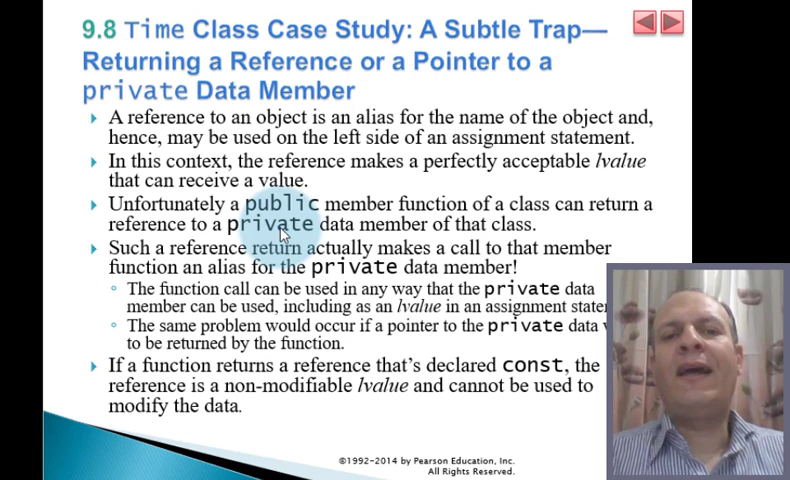 9.8 Time Class Case Study: A Subtle Trap—
Returning a Reference or a Pointer to a
private Data Member
A reference to an object is an alias for the name of the object and,
hence, may be used on the left side of an assignment statement.
In this context, the reference makes a perfectly acceptable lvalue
that can receive a value.
Unfortunately a public member function of a class can return a
reference to a private data member of that class.
Such a reference return actually makes a call to that member
function an alias for the private data member!
The function call can be used in any way that the private data
member can be used, including as an lvalue in an assignment
The same problem would occur if a pointer to the private data
to be returned by the function.
If a function returns a reference that's declared const, the
reference is a non-modifiable lvalue and cannot be used to
modify the data.
©1992-2014 by Pearson Education, Inc.
All Rights Reserved.